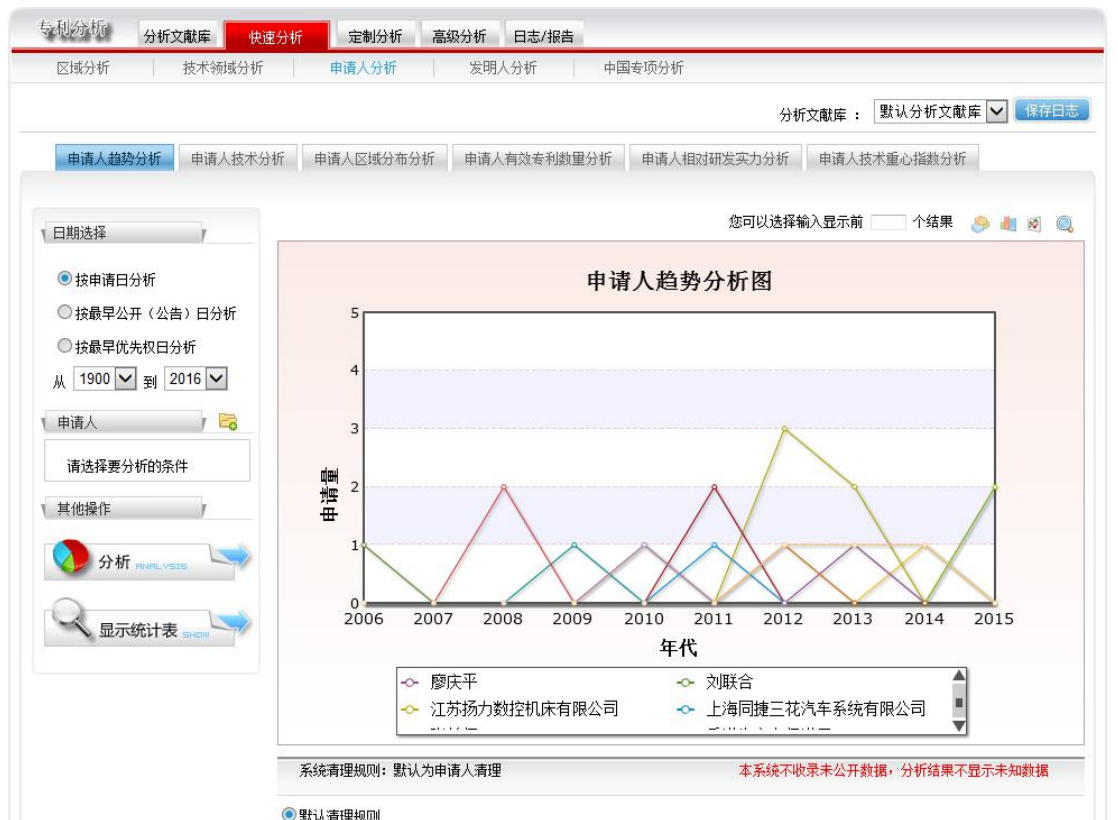 专利分析
分析文献库 快速分析 定制分析 高级分析 日志/报告
区域分析 技术领域分析 申请人分析 发明人分析 中国专项分析
分析文献库 ： 默认分析文献库 保存日志
申请人趋势分析 申请人技术分析 申请人区域分布分析 申请人有效专利数量分析 申请人相对研发实力分析 申请人技术重心指数分析
日期选择
您可以选择输入显示前 个结果
按申请日分析
按最早公开（公告）日分析
按最早优先权日分析
从 1900 到 2016
申请人
请选择要分析的条件
其他操作
分析 ANALYSIS
显示统计表 SHOW
申请人趋势分析图
5
4
3
2
1
0
申请量
2006 2007 2008 2009 2010 2011 2012 2013 2014 2015
年代
廖庆平 刘联合
江苏扬力数控机床有限公司 上海同捷三花汽车系统有限公司
系统清理规则：默认为申请人清理 本系统不收录未公开数据，分析结果不显示未知数据
默认清理规则